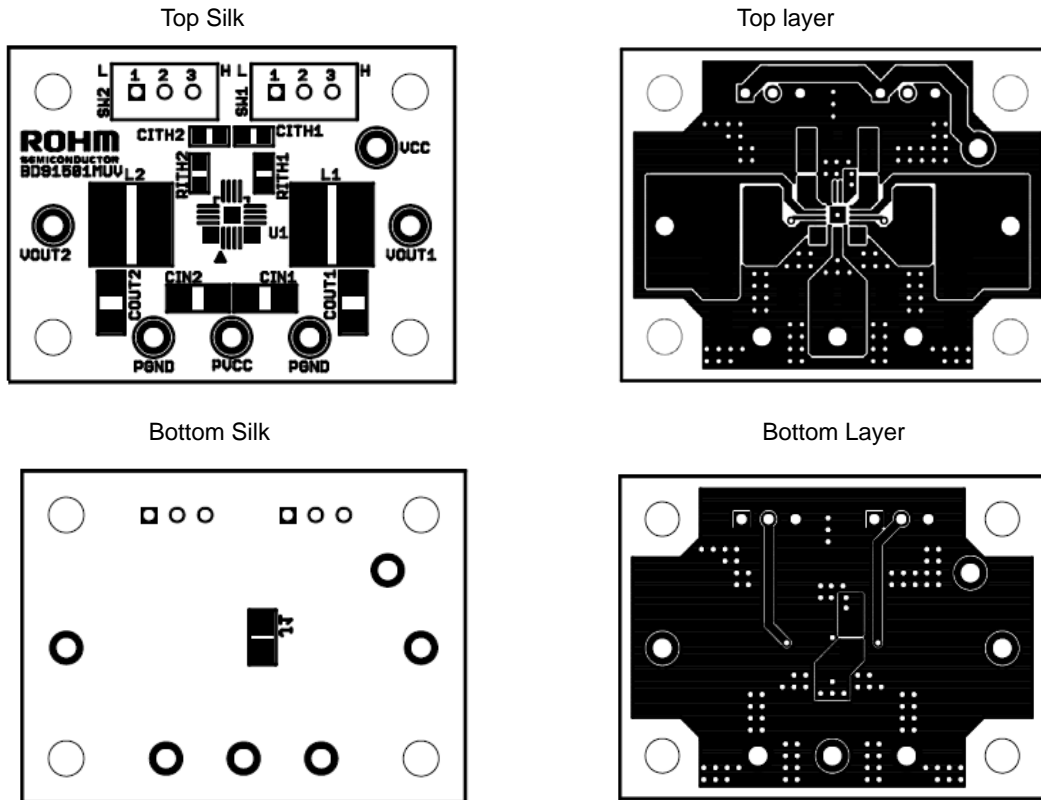 Top Silk
Top layer
L 1 2 3 H
SW2
L 1 2 3 H
SW1
ROHM
SEMICONDUCTOR
BD91501MUV
CITH2
CITH1
RITH2
RITH1
VCC
L2
L1
U1
VOUT2
VOUT1
COUT2
CIN2
CIN1
COUT1
PGND
PVCC
PGND
Bottom Silk
Bottom Layer